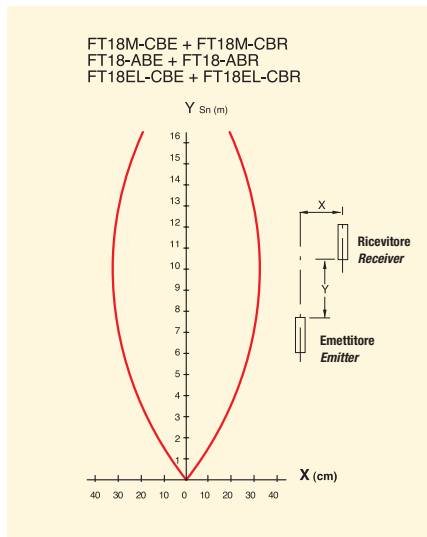 FT18M-CBE + FT18M-CBR
FT18-ABE + FT18-ABR
FT18EL-CBE + FT18EL-CBR
Y Sn (m)
16
15
14
13
12
11
10
9
8
7
6
5
4
3
2
1
X
Ricevitore
Receiver
Y
Emettitore
Emitter
X (cm)
40 30 20 10 0 10 20 30 40